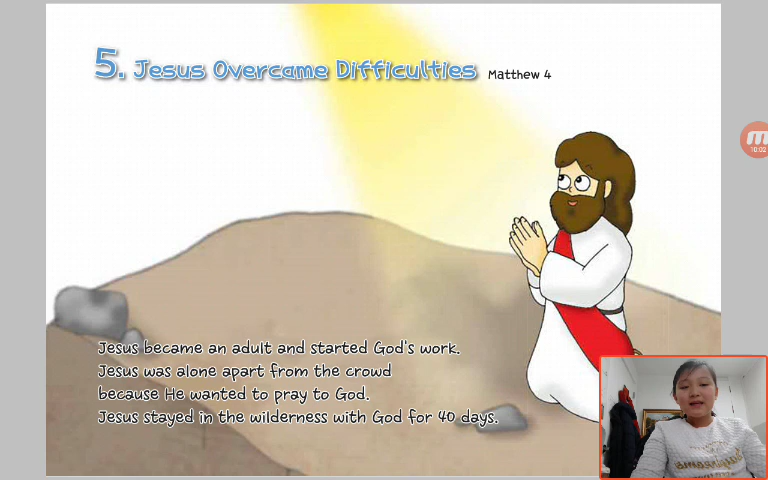 5. Jesus Overcame Difficulties Matthew 4
10:02
Jesus became an adult and started God's work.
Jesus was alone apart from the crowd
because He wanted to pray to God.
Jesus stayed in the wilderness with God for 40 days.